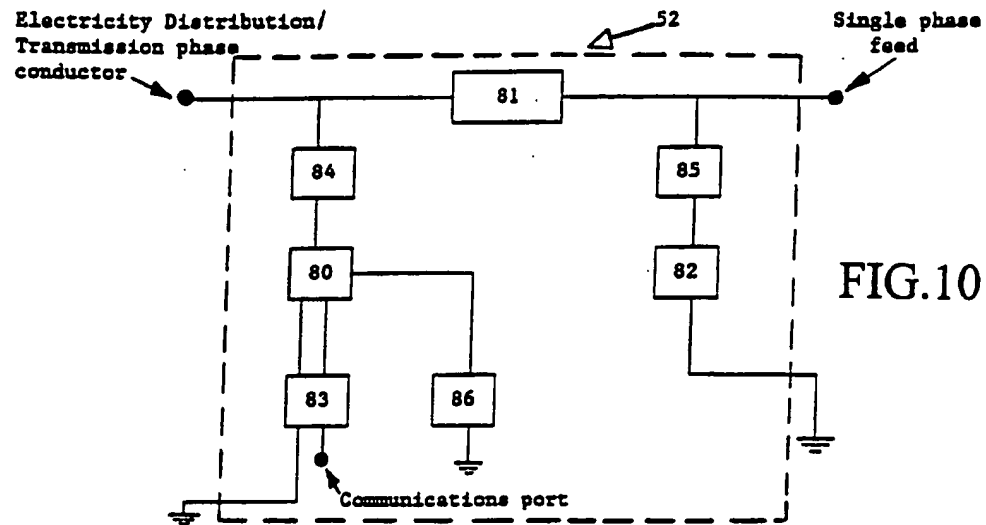 Electricity Distribution/
Transmission phase
conductor
52
Single phase
feed
81
84
85
80
82
FIG.10
83
86
Communications port